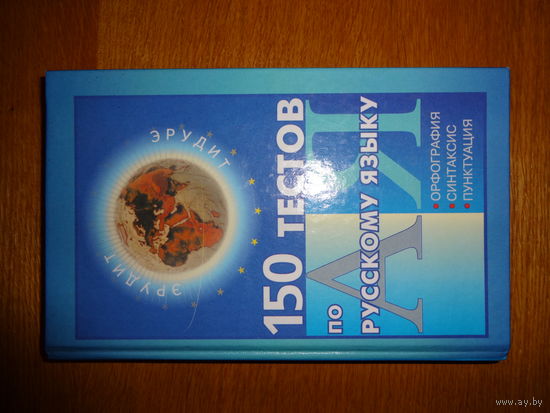 ЭРУДИТ
ЭРУДИТ
150 ТЕСТОВ
ПО
РУССКОМУ ЯЗЫКУ
А Я
• ОРФОГРАФИЯ
• СИНТАКСИС
• ПУНКТУАЦИЯ
www.ay.by